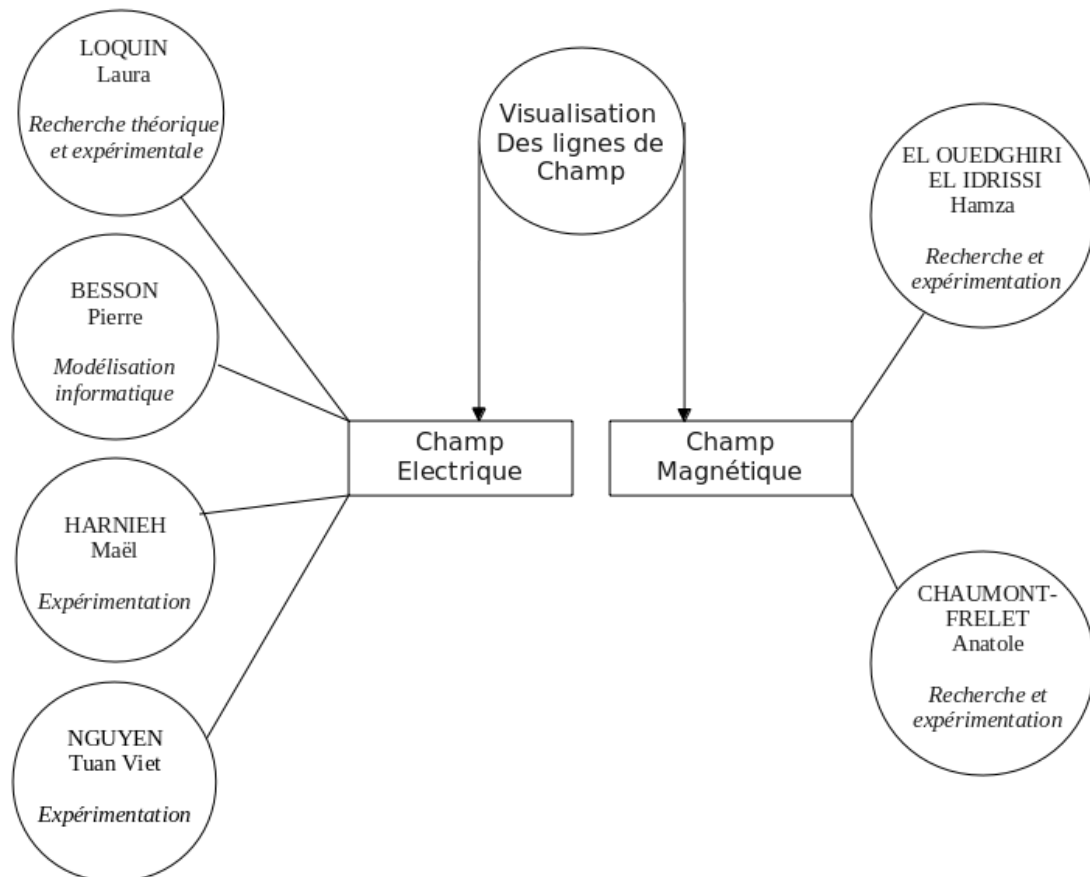 LOQUIN
Laura
Recherche théorique
et expérimentale
Visualisation
Des lignes de
Champ
EL OUEDGHIRI
EL IDRISSI
Hamza
Recherche et
expérimentation
BESSON
Pierre
Modélisation
informatique
Champ
Electrique
Champ
Magnétique
HARNIEH
Maël
Expérimentation
CHAUMONT-
FRELET
Anatole
Recherche et
expérimentation
NGUYEN
Tuan Viet
Expérimentation